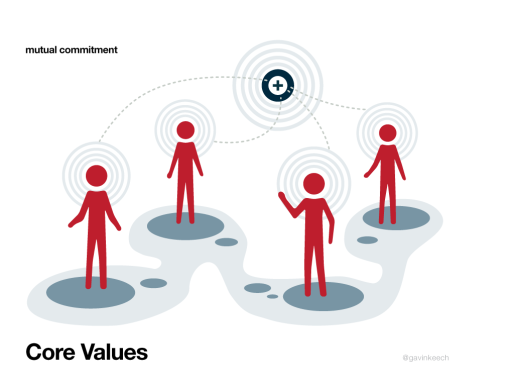 mutual commitment
Core Values
@gavinkeech